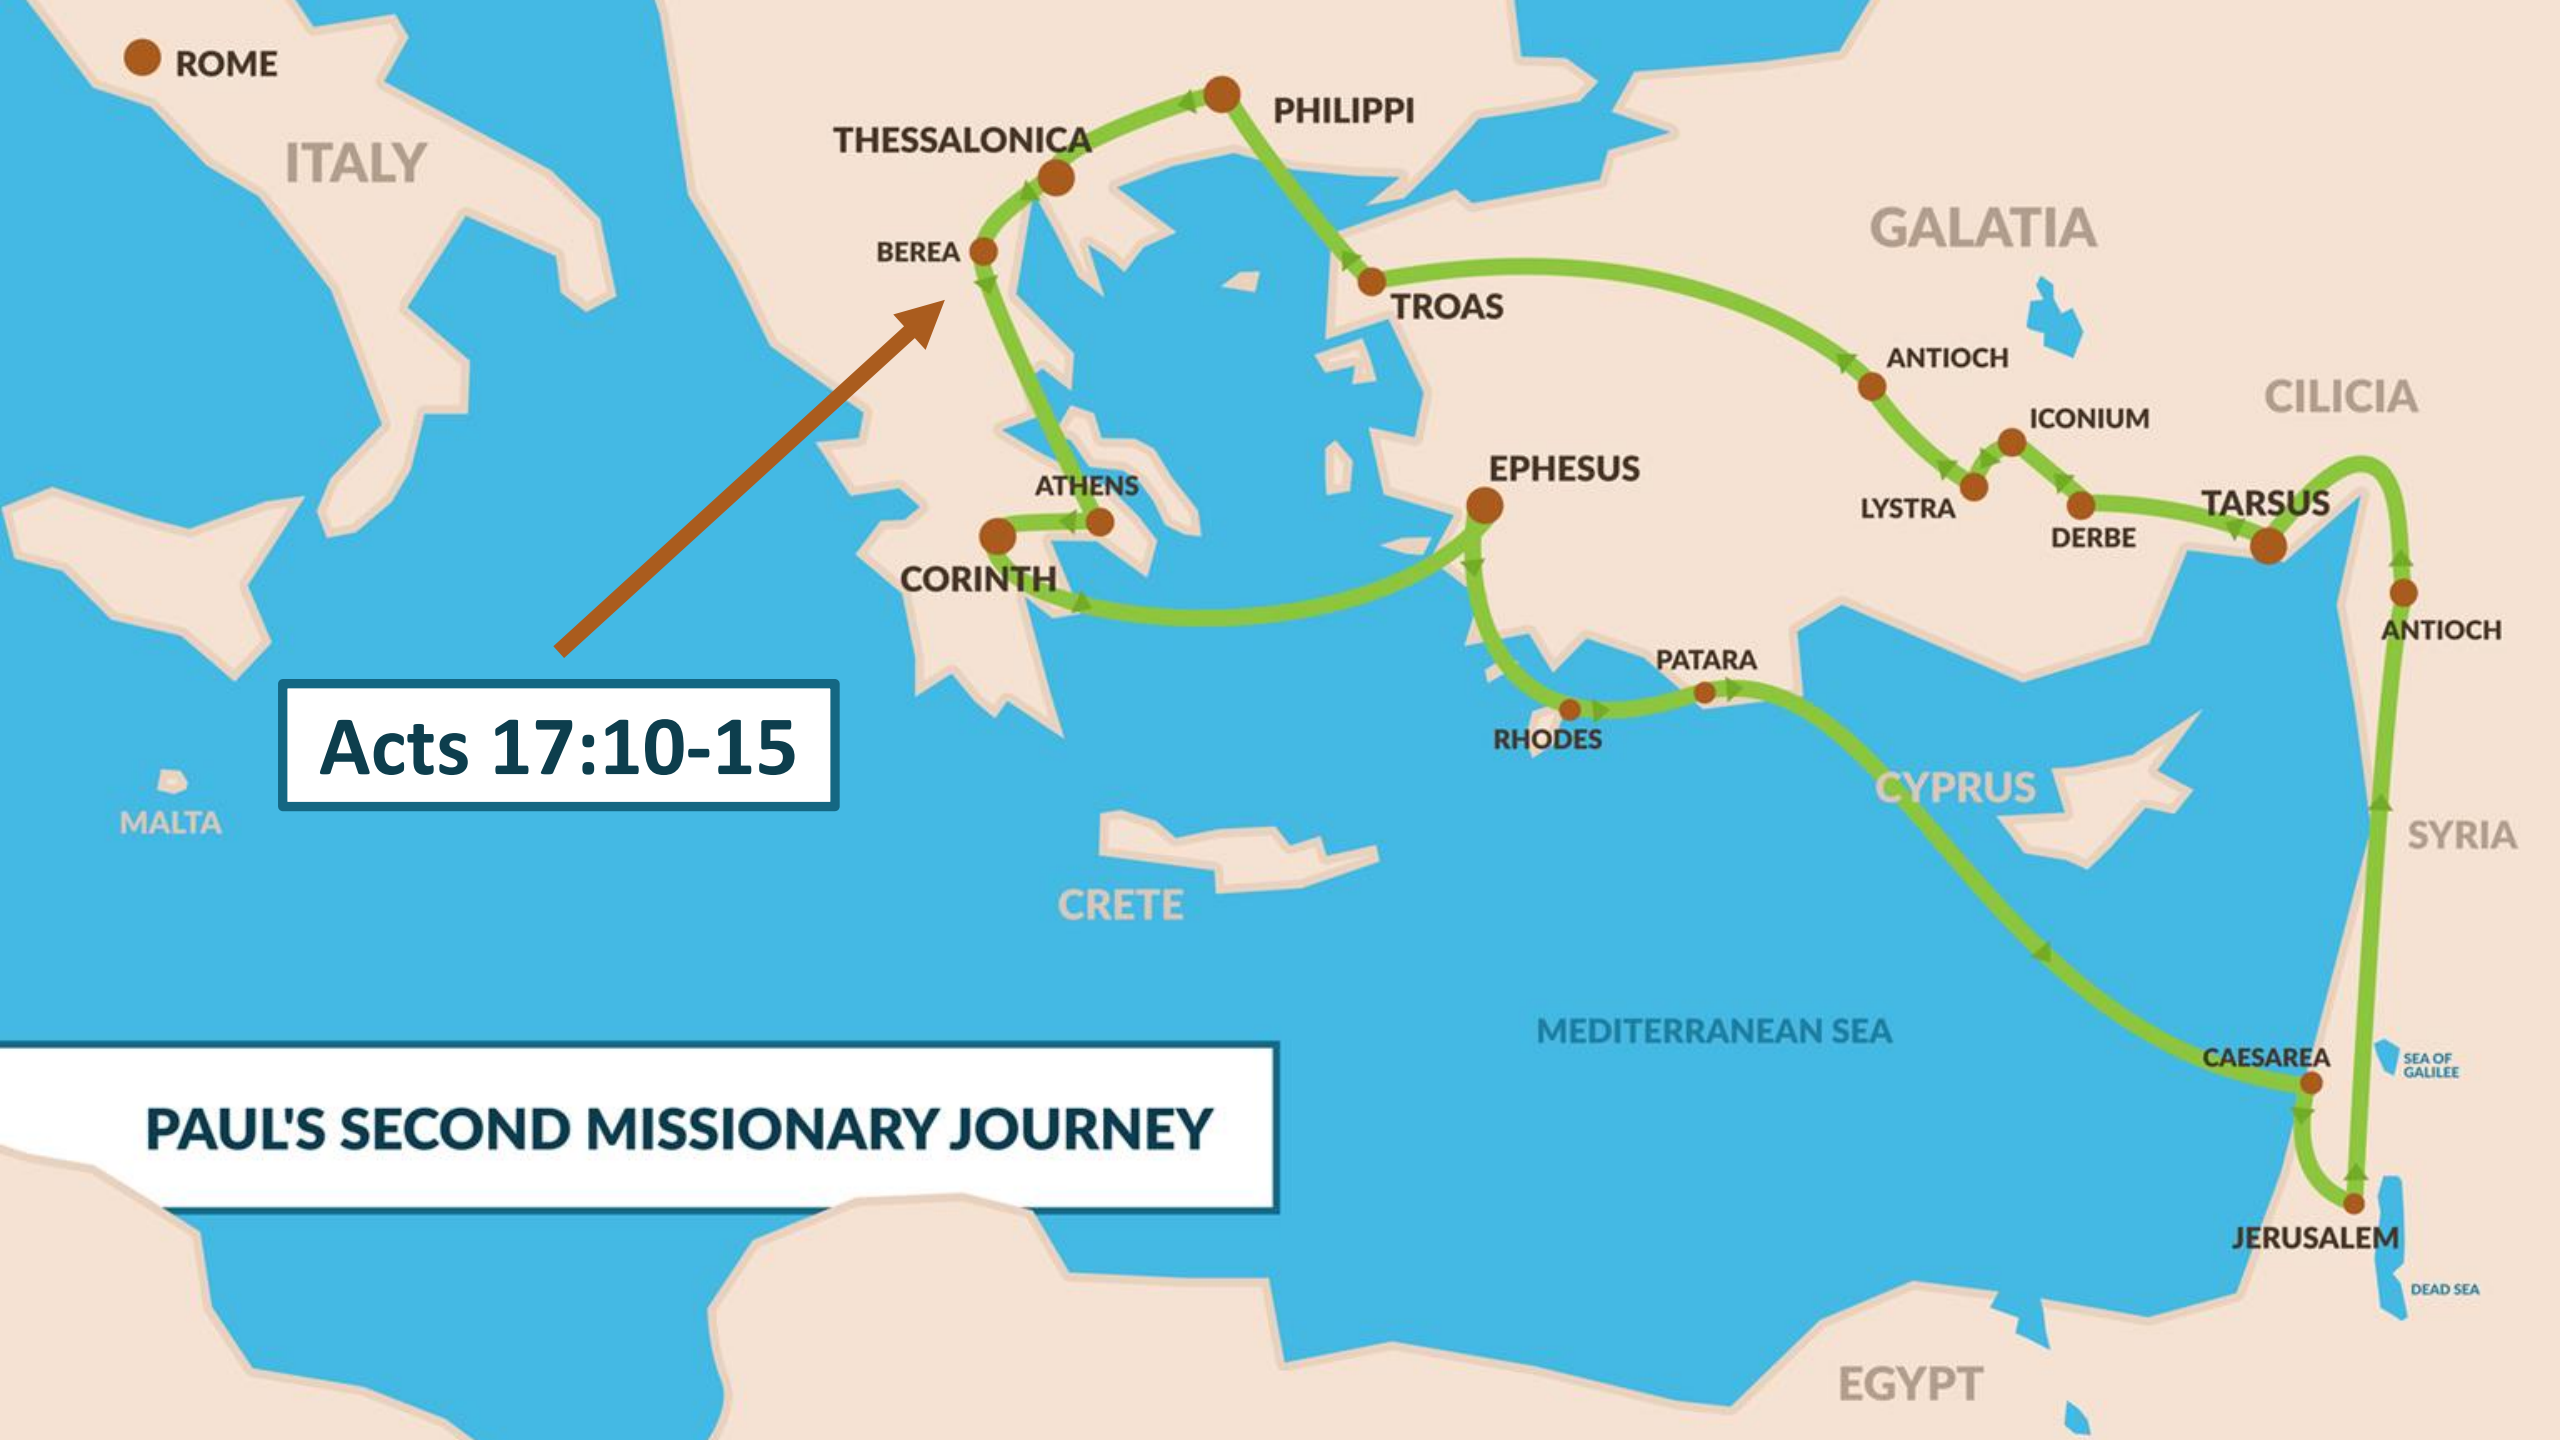 ROME
ITALY
THESSALONICA
PHILIPPI
BEREA
TROAS
GALATIA
ANTIOCH
CILICIA
ICONIUM
LYSTRA
DERBE
TARSUS
EPHESUS
ATHENS
CORINTH
ANTIOCH
PATARA
RHODES
Acts 17:10-15
MALTA
CYPRUS
SYRIA
CRETE
MEDITERRANEAN SEA
CAESAREA
SEA OF
GALILEE
PAUL'S SECOND MISSIONARY JOURNEY
JERUSALEM
DEAD SEA
EGYPT